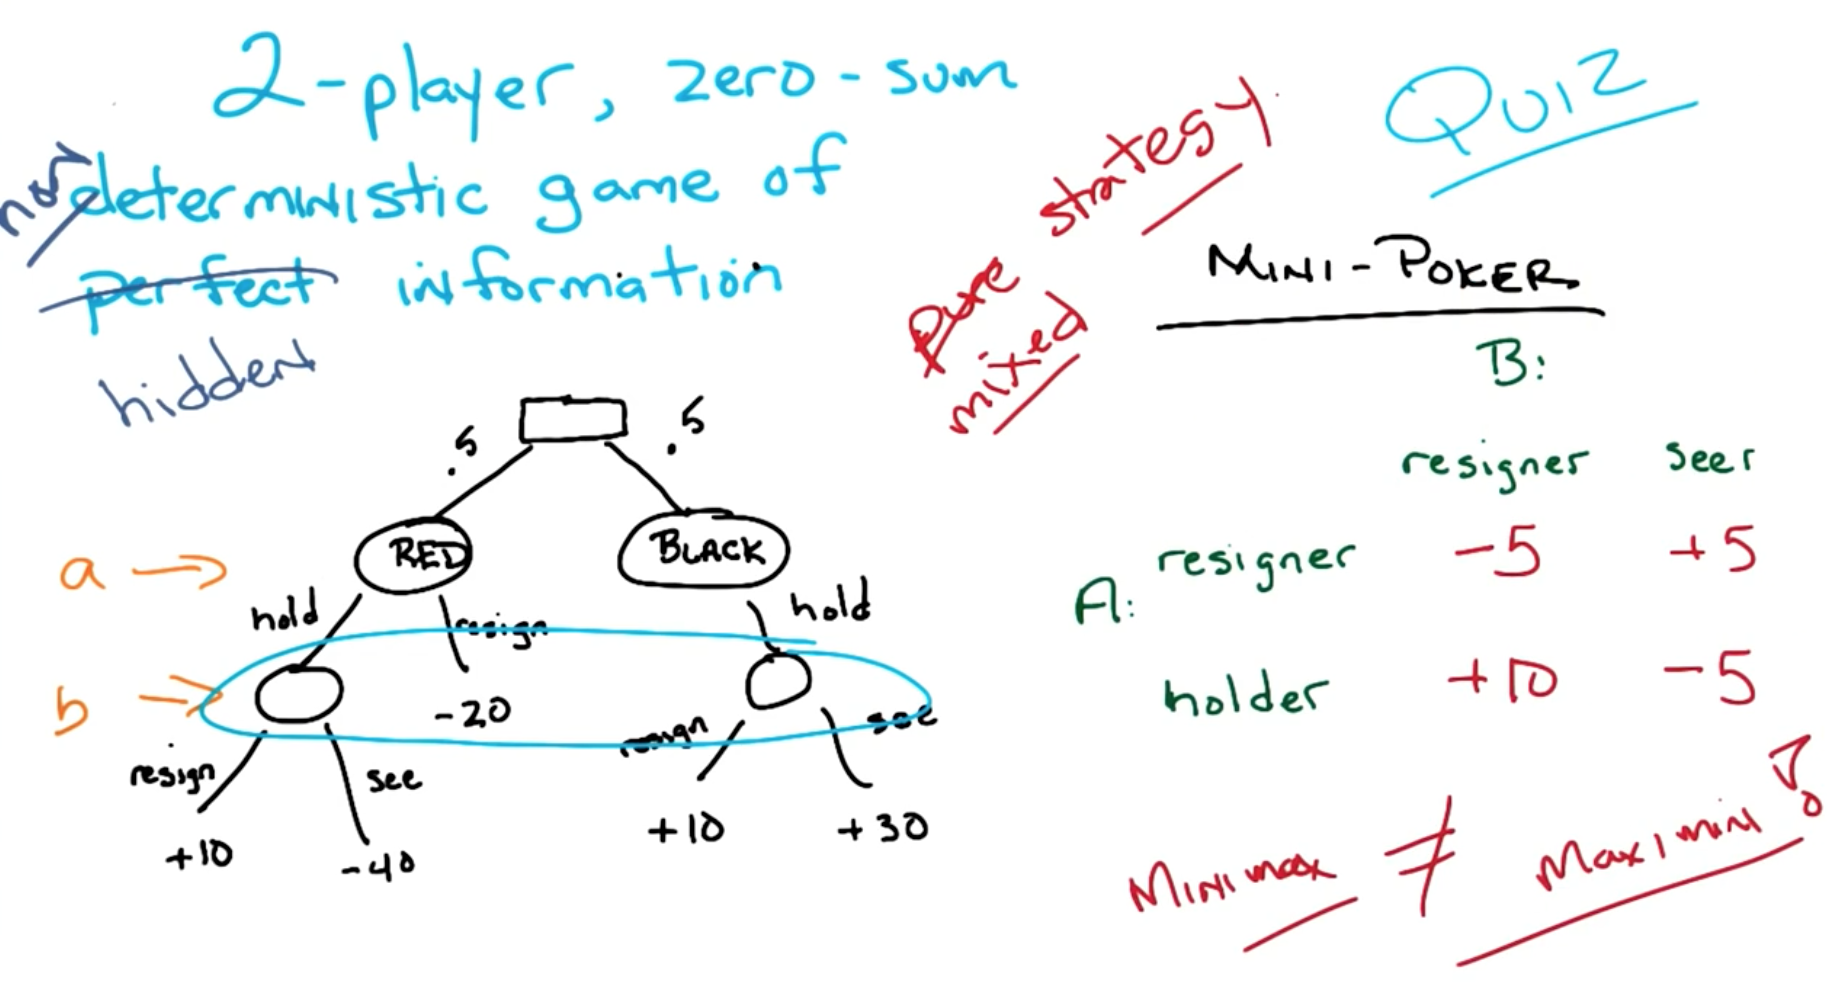 2-player, zero-sum
non deterministic game of
perfect information
hidden
pure
mixed
strategy
Quiz
MINI-POKER
B:
resigner seer
A:
resigner -5 +5
holder +10 -5
Minimax ≠ Maximin!
.5 .5
a → RED BLACK
hold resign hold
b →
-20
resign see resign see
+10 -40 +10 +30